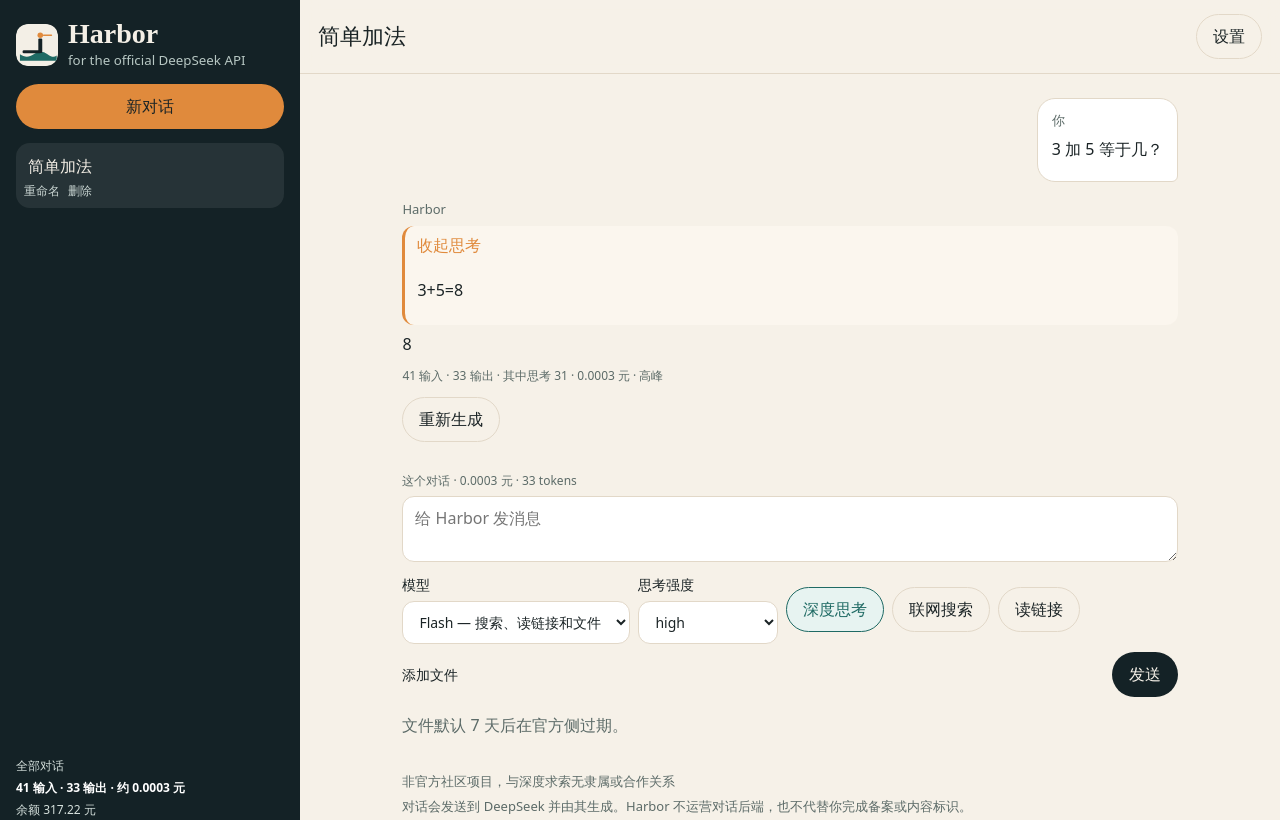 Harbor
for the official DeepSeek API
新对话
简单加法
重命名 删除
全部对话
41 输入 · 33 输出 · 约 0.0003 元
余额 317.22 元
简单加法
设置
你
3 加 5 等于几？
Harbor
收起思考
3+5=8
8
41 输入 · 33 输出 · 其中思考 31 · 0.0003 元 · 高峰
重新生成
这个对话 · 0.0003 元 · 33 tokens
给 Harbor 发消息
模型 思考强度
Flash — 搜索、读链接和文件 high 深度思考 联网搜索 读链接
添加文件 发送
文件默认 7 天后在官方侧过期。
非官方社区项目，与深度求索无隶属或合作关系
对话会发送到 DeepSeek 并由其生成。Harbor 不运营对话后端，也不代替你完成备案或内容标识。